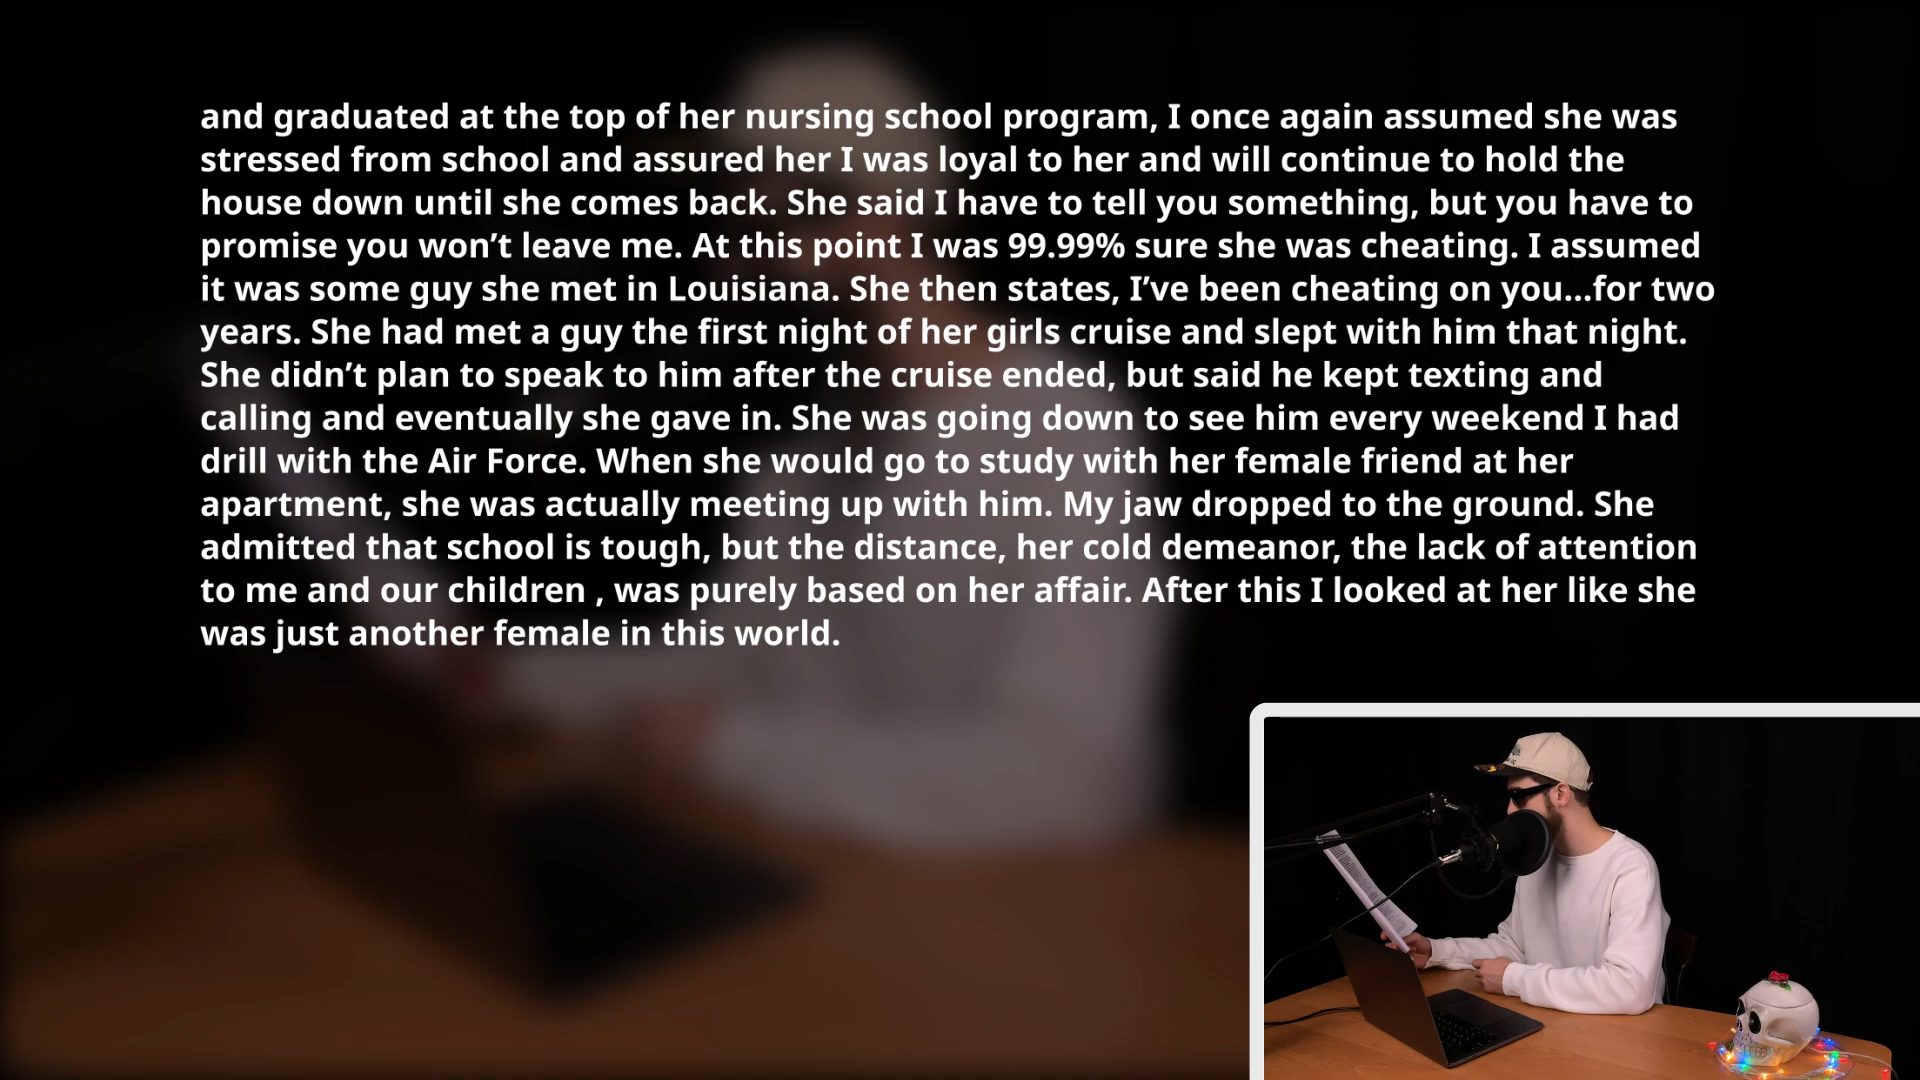 and graduated at the top of her nursing school program, I once again assumed she was
stressed from school and assured her I was loyal to her and will continue to hold the
house down until she comes back. She said I have to tell you something, but you have to
promise you won’t leave me. At this point I was 99.99% sure she was cheating. I assumed
it was some guy she met in Louisiana. She then states, I’ve been cheating on you...for two
years. She had met a guy the first night of her girls cruise and slept with him that night.
She didn’t plan to speak to him after the cruise ended, but said he kept texting and
calling and eventually she gave in. She was going down to see him every weekend I had
drill with the Air Force. When she would go to study with her female friend at her
apartment, she was actually meeting up with him. My jaw dropped to the ground. She
admitted that school is tough, but the distance, her cold demeanor, the lack of attention
to me and our children , was purely based on her affair. After this I looked at her like she
was just another female in this world.